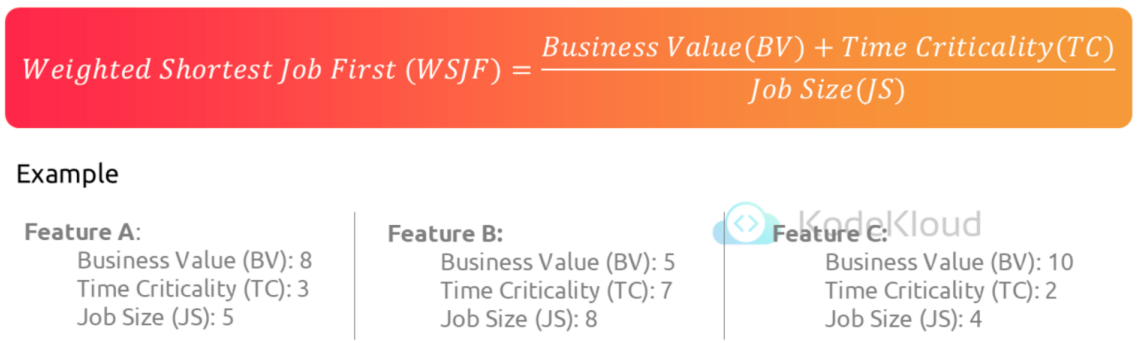 Weighted Shortest Job First (WSJF) = Business Value(BV) + Time Criticality(TC)
Job Size(JS)
Example
Feature A:
Business Value (BV): 8
Time Criticality (TC): 3
Job Size (JS): 5
Feature B:
Business Value (BV): 5
Time Criticality (TC): 7
Job Size (JS): 8
KodeKloud
Feature C:
Business Value (BV): 10
Time Criticality (TC): 2
Job Size (JS): 4